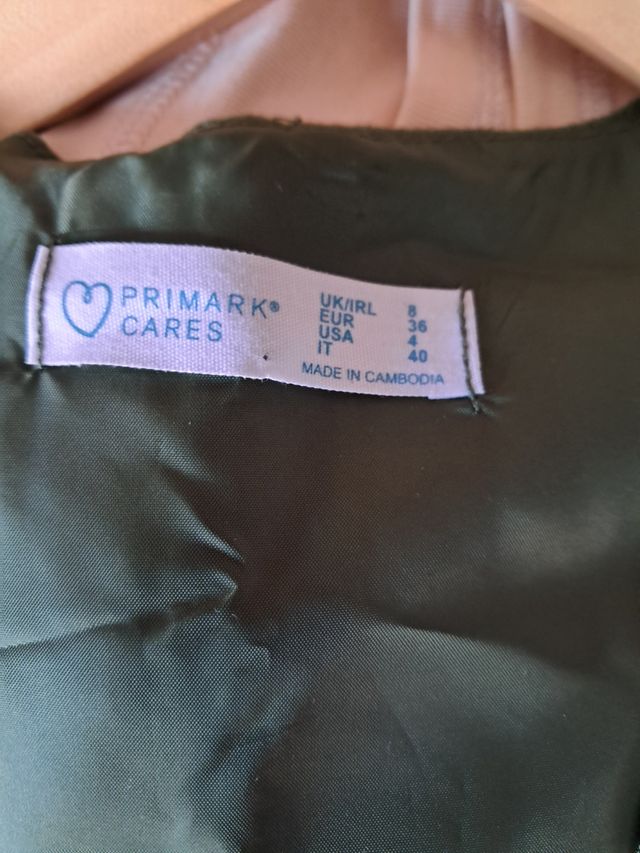 PRIMARK®
CARES
UK/IRL 8
EUR 36
USA 4
IT 40
MADE IN CAMBODIA